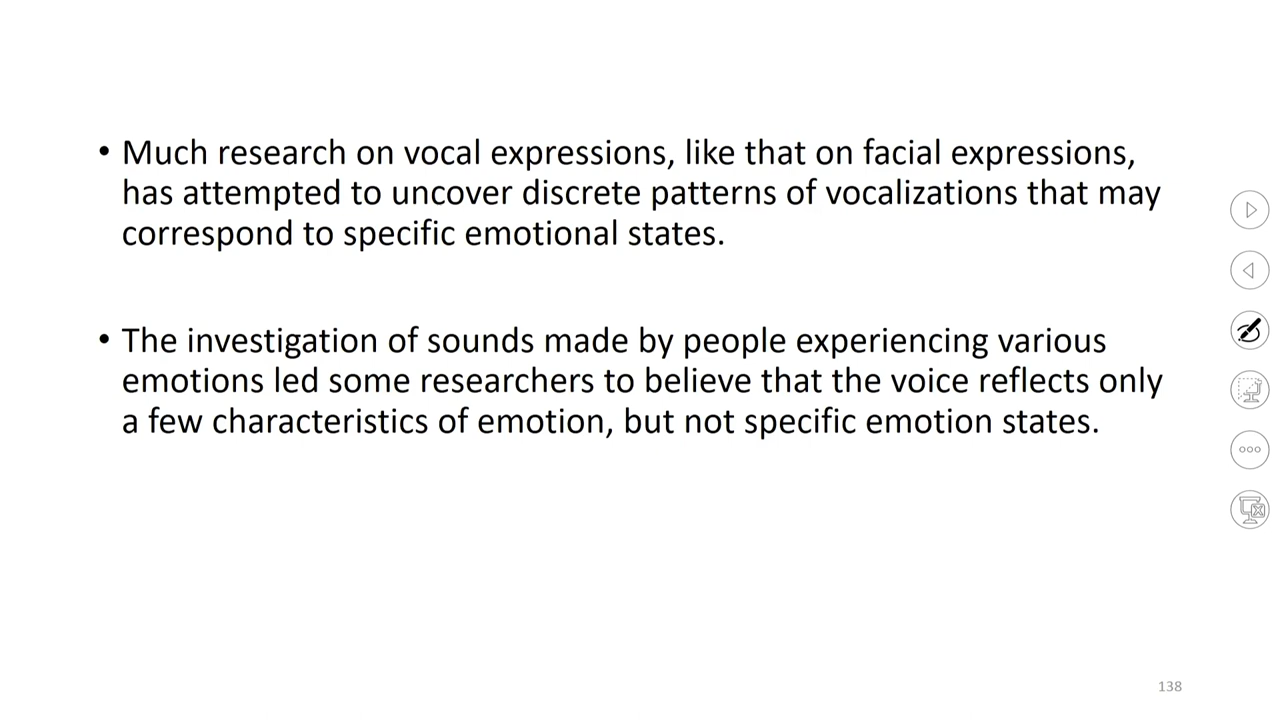 • Much research on vocal expressions, like that on facial expressions,
has attempted to uncover discrete patterns of vocalizations that may
correspond to specific emotional states.
• The investigation of sounds made by people experiencing various
emotions led some researchers to believe that the voice reflects only
a few characteristics of emotion, but not specific emotion states.
138